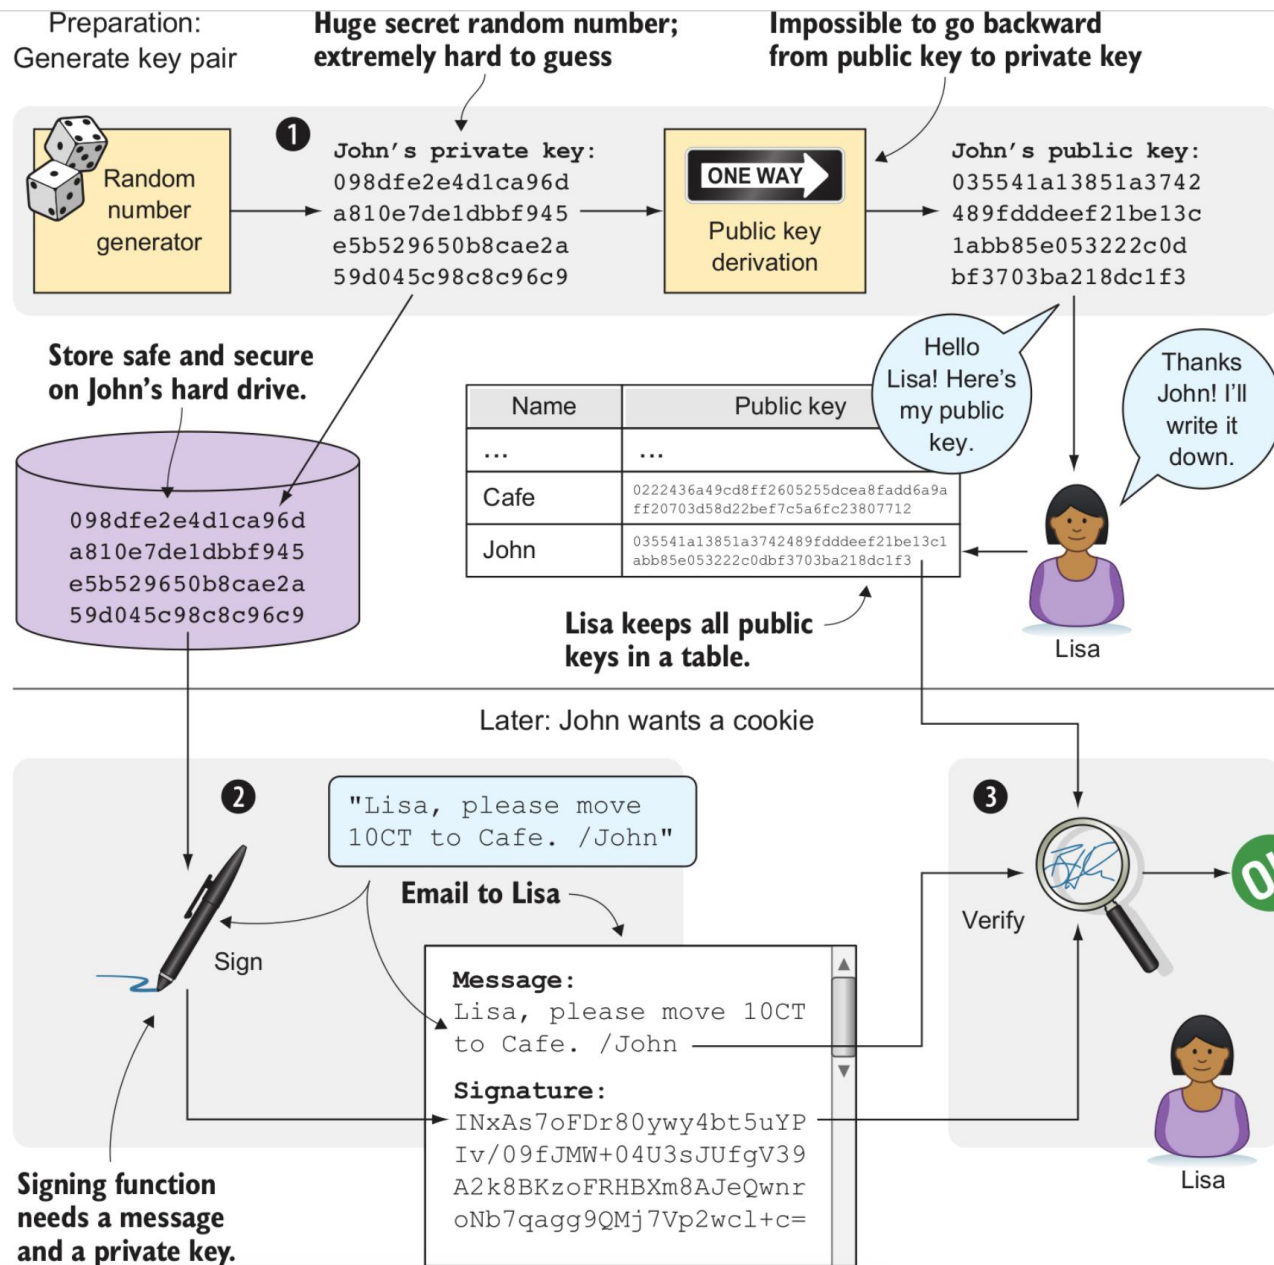 Preparation:
Generate key pair
Huge secret random number;
extremely hard to guess
Impossible to go backward
from public key to private key
1
Random
number
generator
John's private key:
098dfe2e4d1ca96d
a810e7de1dbbf945
e5b529650b8cae2a
59d045c98c8c96c9
ONE WAY
Public key
derivation
John's public key:
035541a13851a3742
489fdddeef21be13c
1abb85e053222c0d
bf3703ba218dc1f3
Store safe and secure
on John's hard drive.
098dfe2e4d1ca96d
a810e7de1dbbf945
e5b529650b8cae2a
59d045c98c8c96c9
Name Public key
... ...
Cafe 0222436a49cd8ff2605255dcea8fadd6a9a
ff20703d58d22bef7c5a6fc23807712
John 035541a13851a3742489fdddeef21be13c1
abb85e053222c0dbf3703ba218dc1f3
Hello
Lisa! Here's
my public
key.
Thanks
John! I'll
write it
down.
Lisa
Lisa keeps all public
keys in a table.
Later: John wants a cookie
2
"Lisa, please move
10CT to Cafe. /John"
Email to Lisa
Sign
Message:
Lisa, please move 10CT
to Cafe. /John
Signature:
INxAs7oFDr80ywy4bt5uYP
Iv/09fJMW+04U3sJUfgV39
A2k8BKzoFRHBXm8AJeQwnr
oNb7qagg9QMj7Vp2wcl+c=
Signing function
needs a message
and a private key.
3
Verify
Lisa